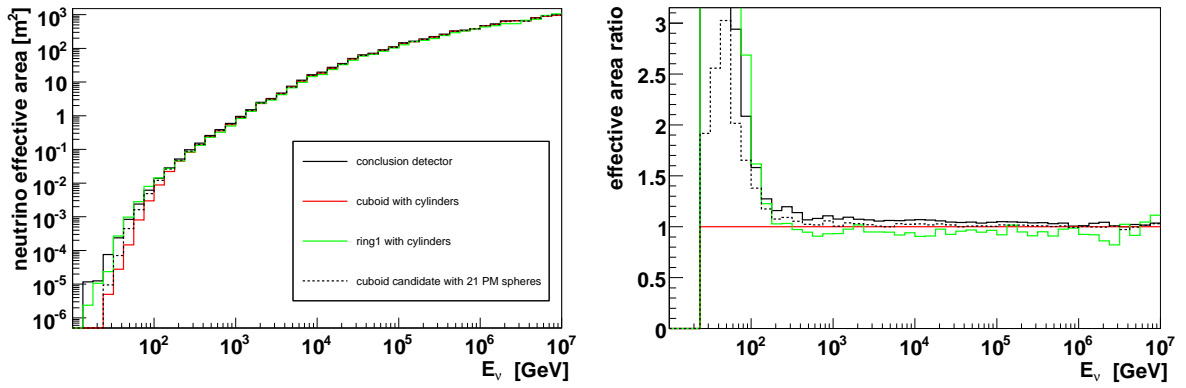 neutrino effective area [m²]
10³
10²
10
1
10⁻¹
10⁻²
10⁻³
10⁻⁴
10⁻⁵
10⁻⁶
conclusion detector
cuboid with cylinders
ring1 with cylinders
cuboid candidate with 21 PM spheres
10² 10³ 10⁴ 10⁵ 10⁶ 10⁷
E_ν [GeV]
effective area ratio
3
2.5
2
1.5
1
0.5
0
10² 10³ 10⁴ 10⁵ 10⁶ 10⁷
E_ν [GeV]